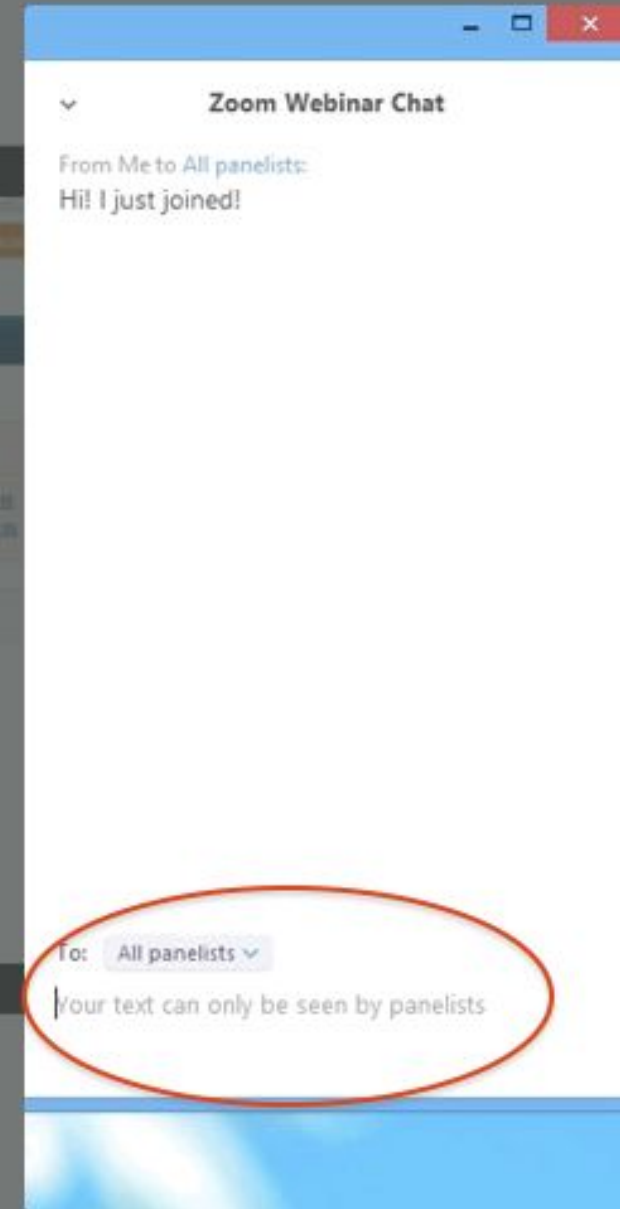 Zoom Webinar Chat
From Me to All panelists:
Hi! I just joined!
To: All panelists
Your text can only be seen by panelists